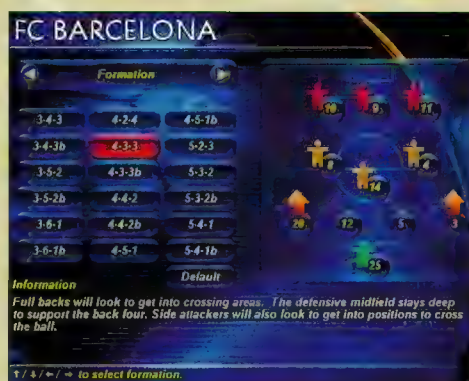 FC BARCELONA
Formation
3-4-3 4-2-4 4-5-1b
3-4-3b 4-3-3 5-2-3
3-5-2 4-3-3b 5-3-2
3-5-2b 4-4-2 5-3-2b
3-6-1 4-4-2b 5-4-1
3-6-1b 4-5-1 5-4-1b
Default
10 9 11
14
20 12 5 3
25
Information
Full backs will look to get into crossing areas. The defensive midfield stays deep
to support the back four. Side attackers will also look to get into positions to cross
the ball.
↑ / ↓ / ← / → to select formation.